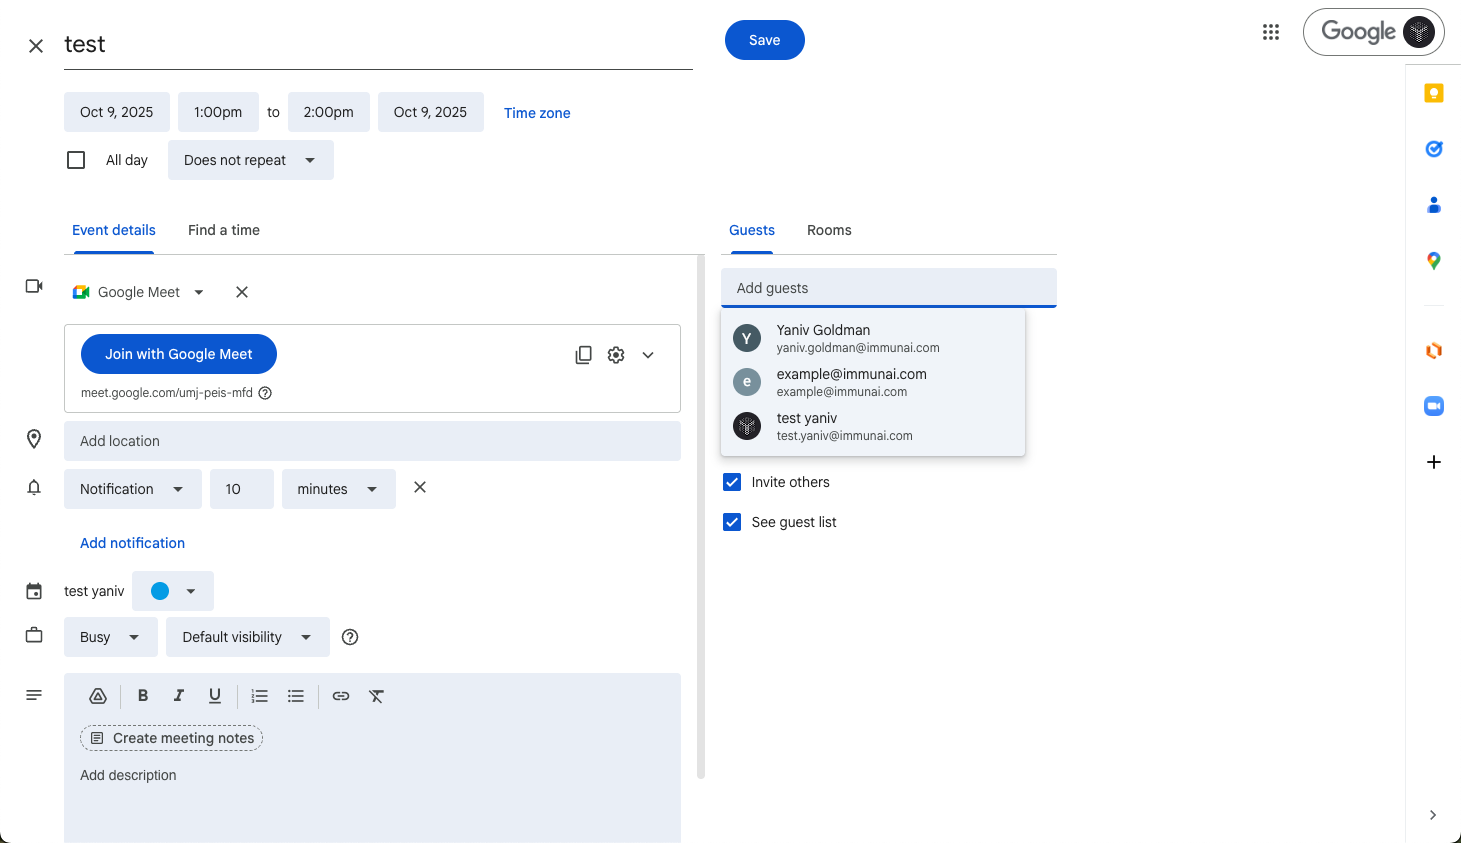 test
Save
Google
Oct 9, 2025
1:00pm
to
2:00pm
Oct 9, 2025
Time zone
All day
Does not repeat
Event details
Find a time
Google Meet
Join with Google Meet
meet.google.com/umj-peis-mfd
Add location
Notification
10
minutes
Add notification
test yaniv
Busy
Default visibility
B
I
U
Create meeting notes
Add description
Guests
Rooms
Add guests
Y
Yaniv Goldman
yaniv.goldman@immunai.com
e
example@immunai.com
example@immunai.com
test yaniv
test.yaniv@immunai.com
Invite others
See guest list